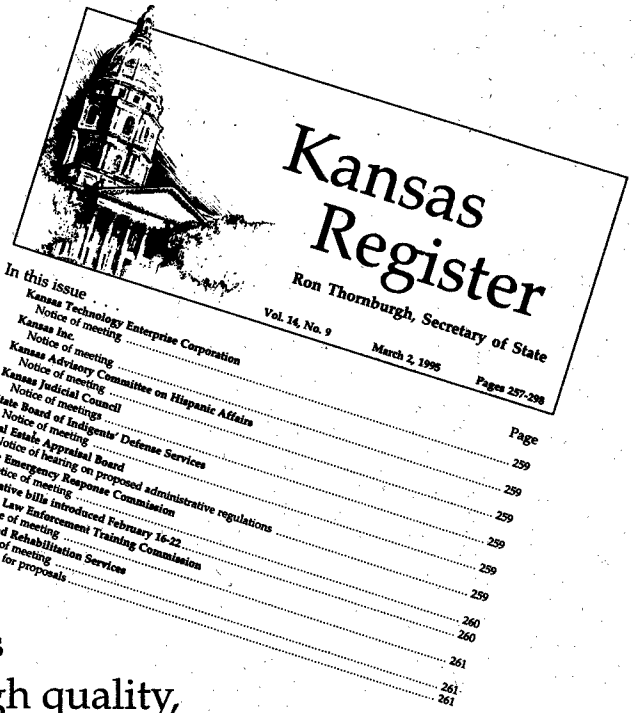 Kansas
Register
Ron Thornburgh, Secretary of State
Vol. 14, No. 9 March 2, 1995 Pages 257-298
In this issue . . . Page
Kansas Technology Enterprise Corporation
Notice of meeting 259
Kansas Inc.
Notice of meeting 259
Kansas Advisory Committee on Hispanic Affairs
Notice of meeting 259
Kansas Judicial Council
Notice of meetings 259
State Board of Indigents' Defense Services
Notice of meeting 259
al Estate Appraisal Board
Notice of hearing on proposed administrative regulations 259
Emergency Response Commission
tice of meeting 260
ative bills introduced February 16-22 260
Law Enforcement Training Commission
e of meeting 261
d Rehabilitation Services
of meeting 261
for proposals 261
s
gh quality,